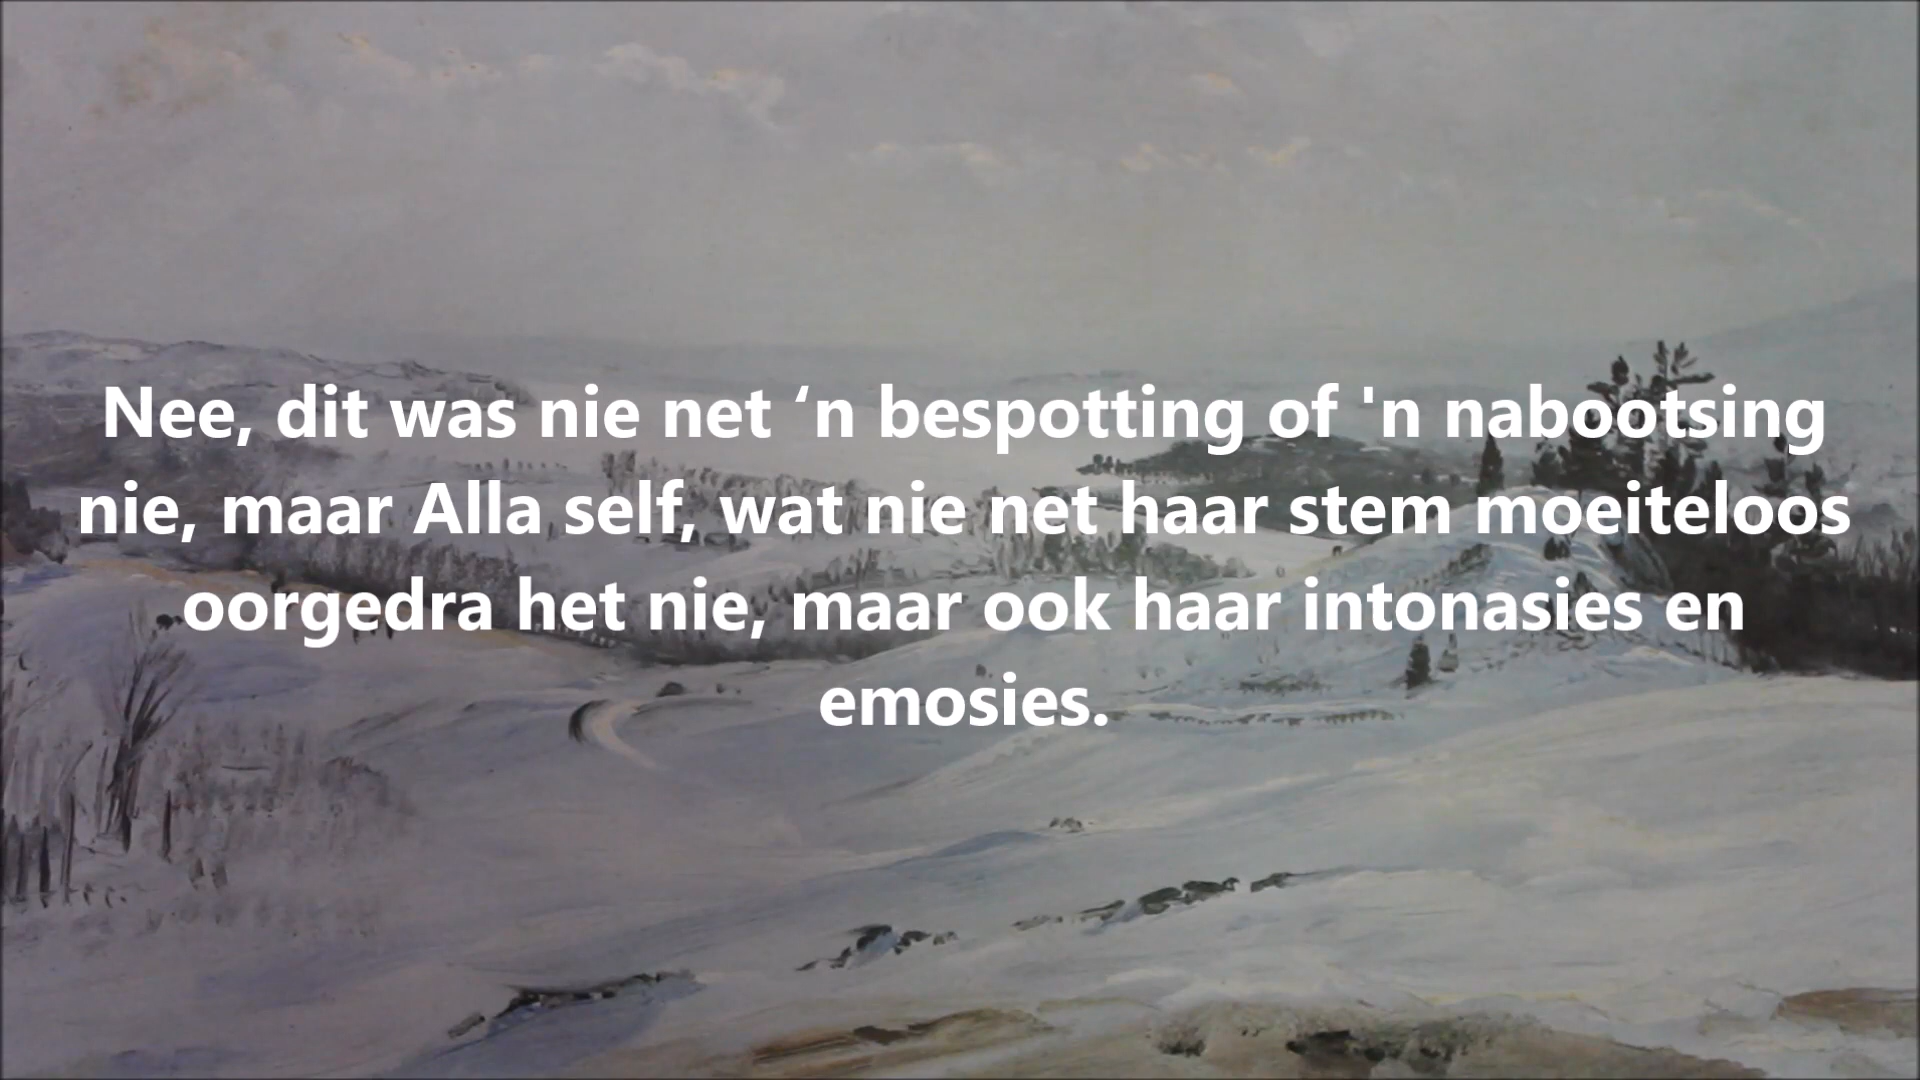 Nee, dit was nie net ‘n bespotting of 'n nabootsing
nie, maar Alla self, wat nie net haar stem moeiteloos
oorgedra het nie, maar ook haar intonasies en
emosies.